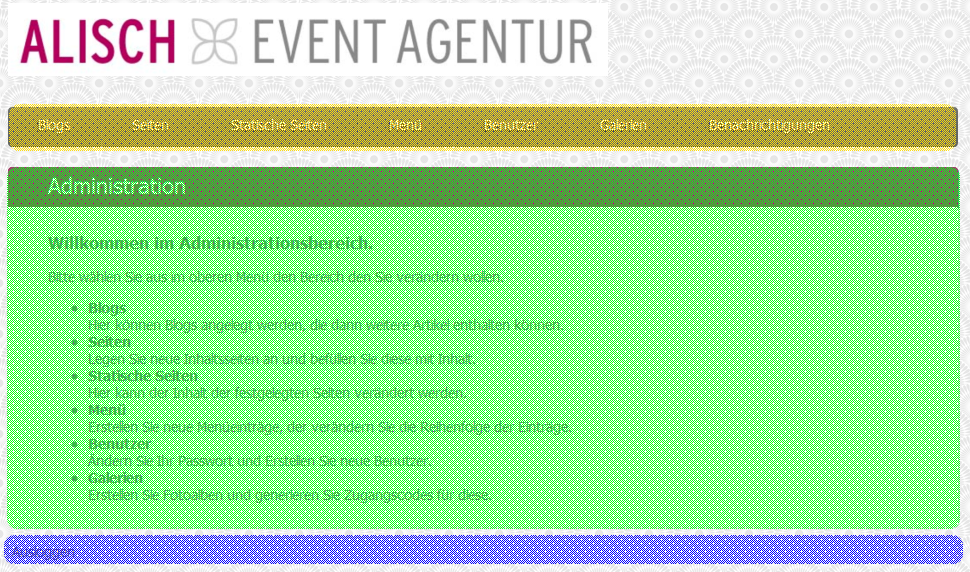 ALISCH EVENT AGENTUR
Blogs Seiten Statische Seiten Menü Benutzer Galerien Benachrichtigungen
Administration
Willkommen im Administrationsbereich.
Bitte wählen Sie aus im oberen Menü den Bereich den Sie verändern wollen.
• Blogs
Hier können Blogs angelegt werden, die dann weitere Artikel enthalten können.
• Seiten
Legen Sie neue Inhaltsseiten an und befüllen Sie diese mit Inhalt.
• Statische Seiten
Hier kann der Inhalt der festgelegten Seiten verändert werden.
• Menü
Erstellen Sie neue Menüeinträge, der verändern Sie die Reihenfolge der Einträge.
• Benutzer
Ändern Sie Ihr Passwort und Erstellen Sie neue Benutzer.
• Galerien
Erstellen Sie Fotoalben und generieren Sie Zugangscodes für diese.
Ausloggen